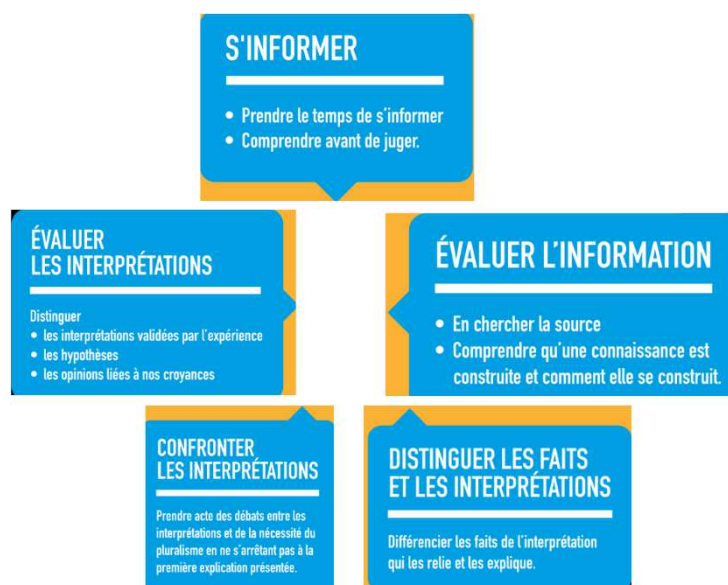 S'INFORMER
• Prendre le temps de s'informer
• Comprendre avant de juger.
ÉVALUER
LES INTERPRÉTATIONS
Distinguer
• les interprétations validées par l'expérience
• les hypothèses
• les opinions liées à nos croyances
ÉVALUER L'INFORMATION
• En chercher la source
• Comprendre qu'une connaissance est
construite et comment elle se construit.
CONFRONTER
LES INTERPRÉTATIONS
Prendre acte des débats entre les
interprétations et de la nécessité du
pluralisme en ne s'arrêtant pas à la
première explication présentée.
DISTINGUER LES FAITS
ET LES INTERPRÉTATIONS
Différencier les faits de l'interprétation
qui les relie et les explique.